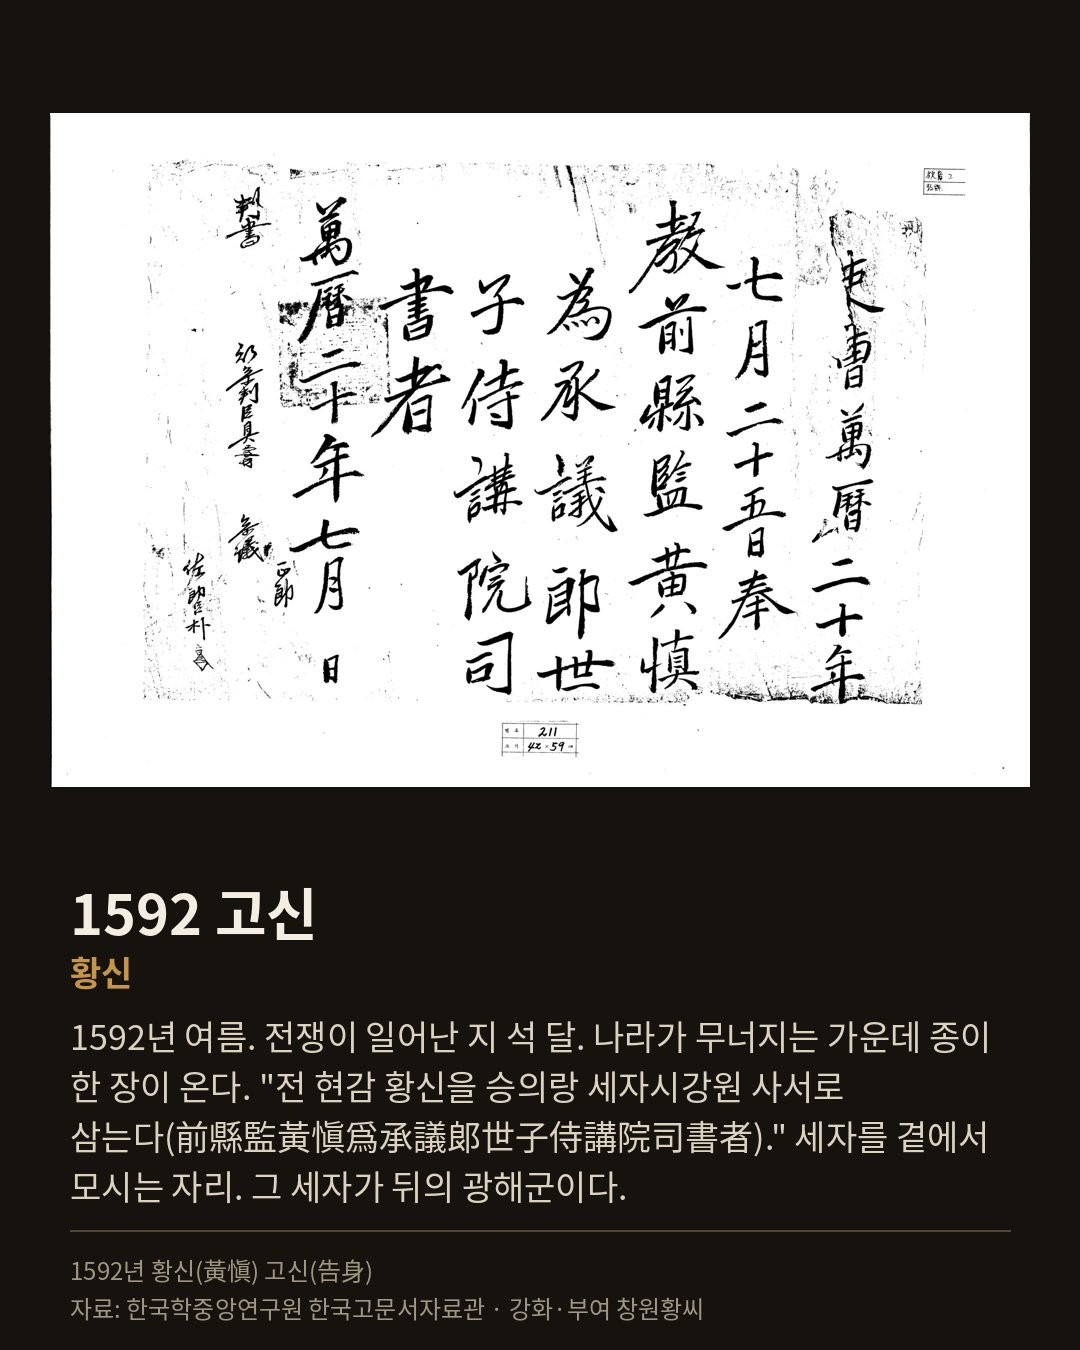 吏曹萬曆二十年
七月二十五日奉
敎前縣監黃愼
為承議郎世
子侍講院司
書者
萬曆二十年七月 日
判書
正郎
211
42×59
1592 고신
황신
1592년 여름. 전쟁이 일어난 지 석 달. 나라가 무너지는 가운데 종이
한 장이 온다. "전 현감 황신을 승의랑 세자시강원 사서로
삼는다(前縣監黃愼爲承議郞世子侍講院司書者)." 세자를 곁에서
모시는 자리. 그 세자가 뒤의 광해군이다.
1592년 황신(黃愼) 고신(告身)
자료: 한국학중앙연구원 한국고문서자료관 · 강화·부여 창원황씨